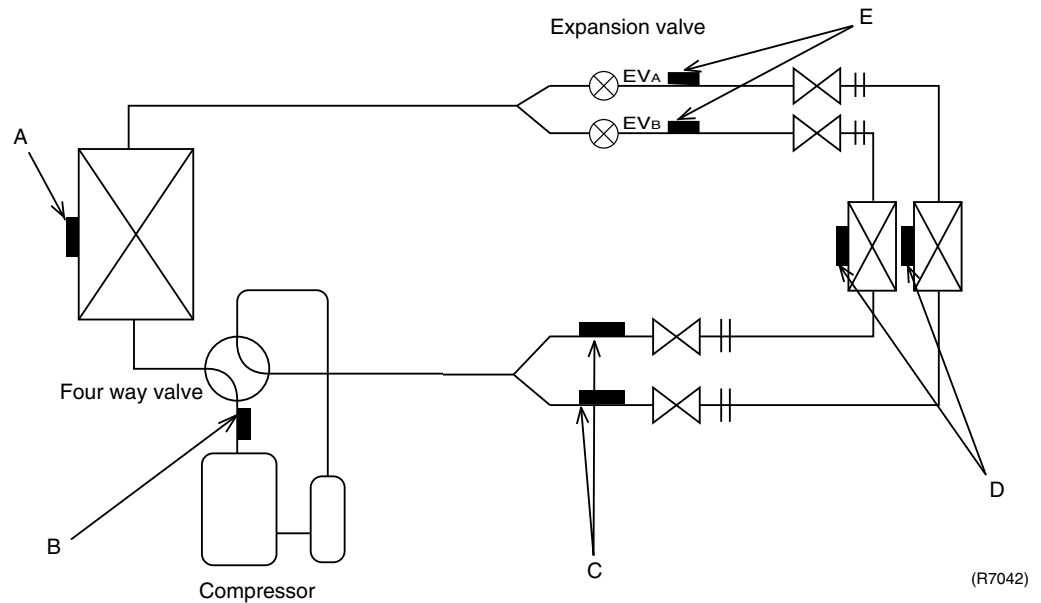 E
Expansion valve
EVA
A
EVB
Four way valve
D
B
C
(R7042)
Compressor